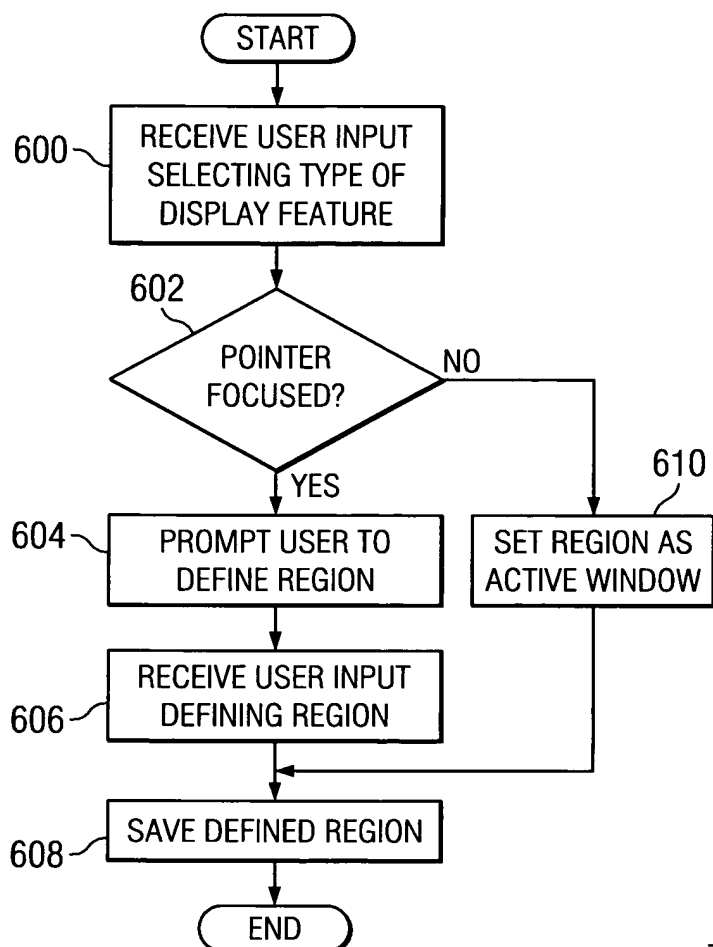 START
600
RECEIVE USER INPUT
SELECTING TYPE OF
DISPLAY FEATURE
602
POINTER
FOCUSED?
NO
YES
610
604
PROMPT USER TO
DEFINE REGION
SET REGION AS
ACTIVE WINDOW
606
RECEIVE USER INPUT
DEFINING REGION
608
SAVE DEFINED REGION
END